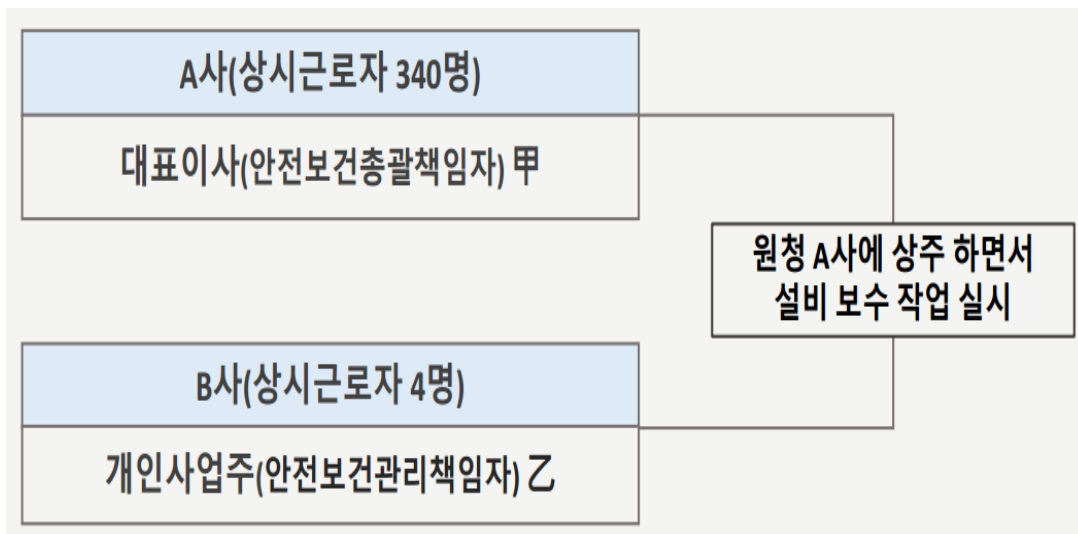 A사(상시근로자 340명)
대표이사(안전보건총괄책임자) 甲
원청 A사에 상주 하면서
설비 보수 작업 실시
B사(상시근로자 4명)
개인사업주(안전보건관리책임자) 乙